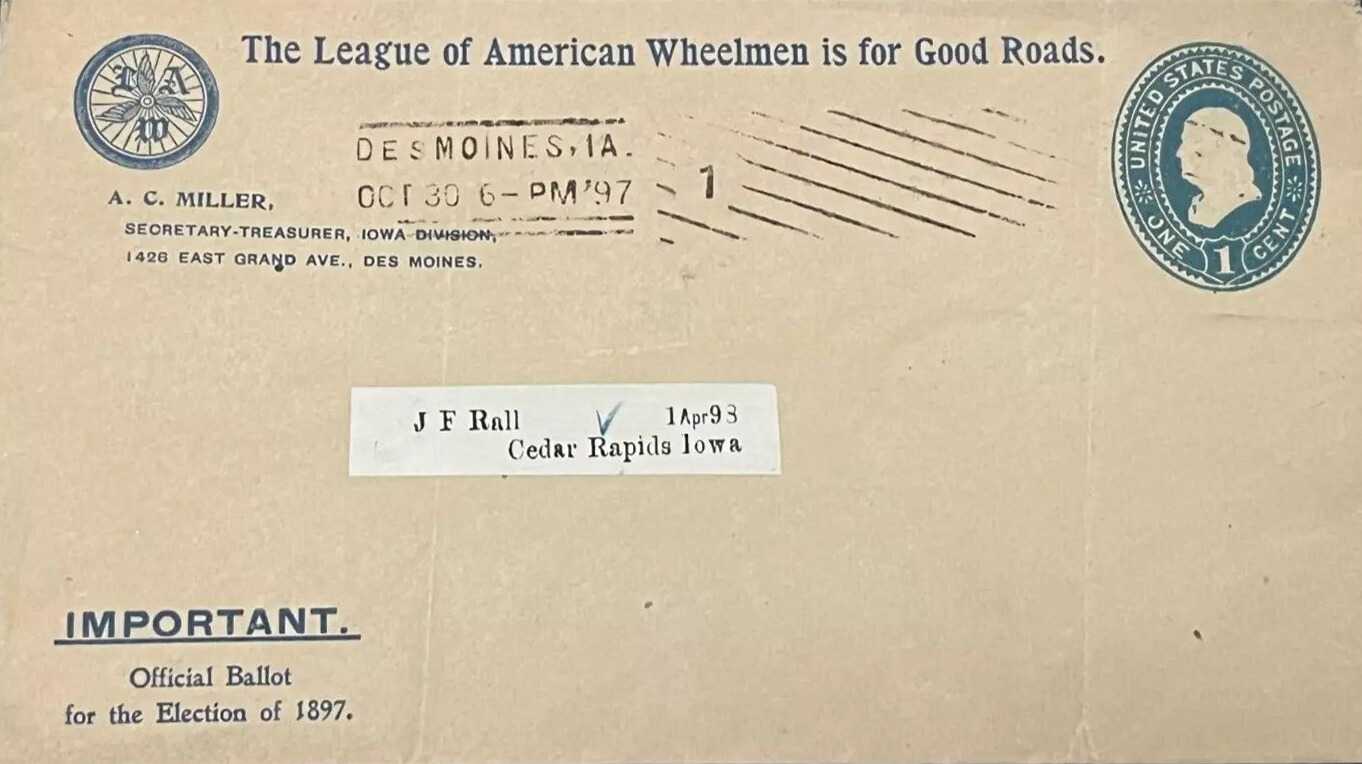 The League of American Wheelmen is for Good Roads.
L A W
A. C. MILLER,
SECRETARY-TREASURER, IOWA DIVISION,
1426 EAST GRAND AVE., DES MOINES.
DES MOINES, IA.
OCT 30 6-PM '97
1
UNITED STATES POSTAGE
ONE 1 CENT
J F Rall 1Apr98
Cedar Rapids Iowa
IMPORTANT.
Official Ballot
for the Election of 1897.